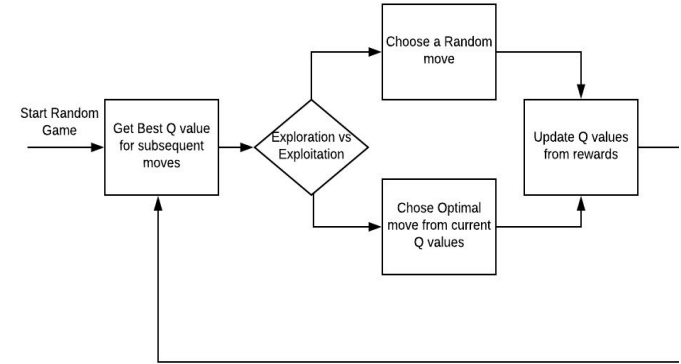 Start Random
Game
Get Best Q value
for subsequent
moves
Exploration vs
Exploitation
Choose a Random
move
Chose Optimal
move from current
Q values
Update Q values
from rewards